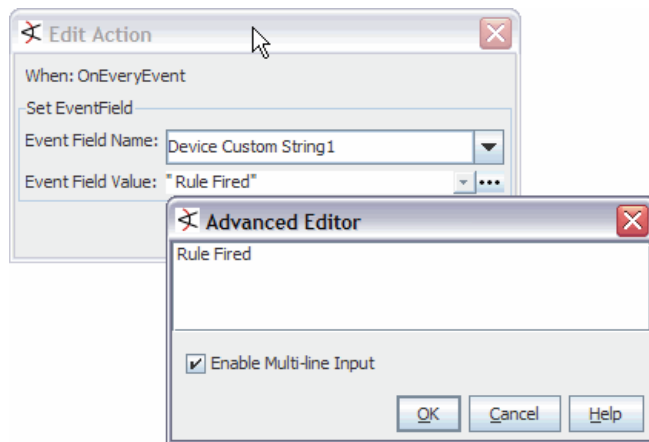 Edit Action
When: OnEveryEvent
Set EventField
Event Field Name: Device Custom String1
Event Field Value: " Rule Fired"
Advanced Editor
Rule Fired
Enable Multi-line Input
OK Cancel Help